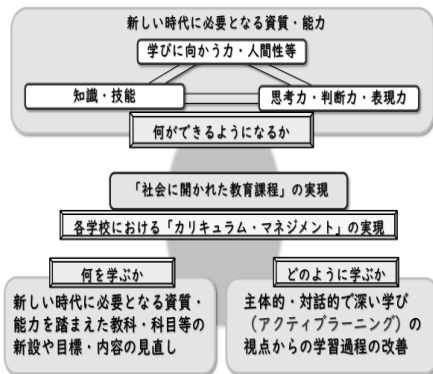 新しい時代に必要となる資質・能力
学びに向かう力・人間性等
知識・技能
思考力・判断力・表現力
何ができるようになるか
「社会に開かれた教育課程」の実現
各学校における「カリキュラム・マネジメント」の実現
何を学ぶか
新しい時代に必要となる資質・
能力を踏まえた教科・科目等の
新設や目標・内容の見直し
どのように学ぶか
主体的・対話的で深い学び
（アクティブラーニング）の
視点からの学習過程の改善